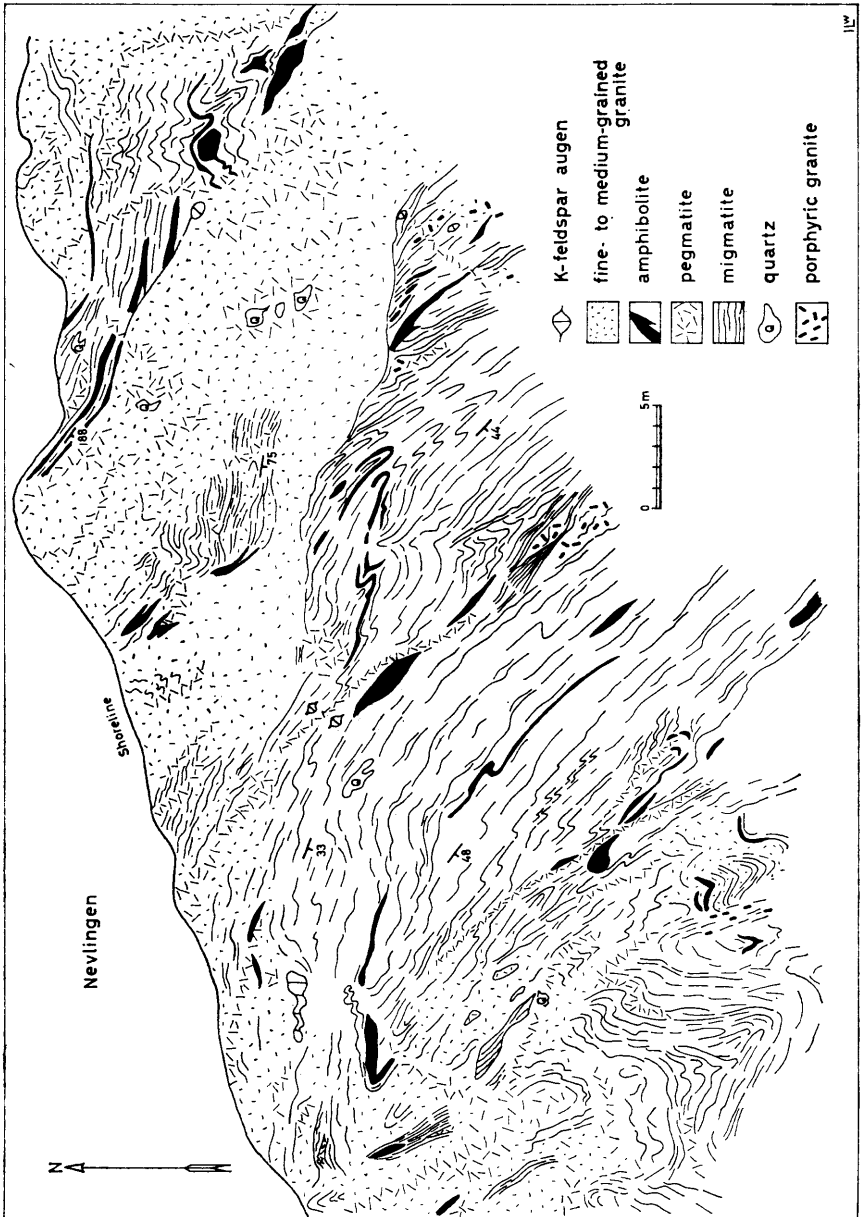 N
Nevlingen
Shoreline
188
75
33
48
44
Q
Q
Q
Q
Q
Q
0 5m
K-feldspar augen
fine- to medium-grained
granite
amphibolite
pegmatite
migmatite
Q quartz
porphyric granite